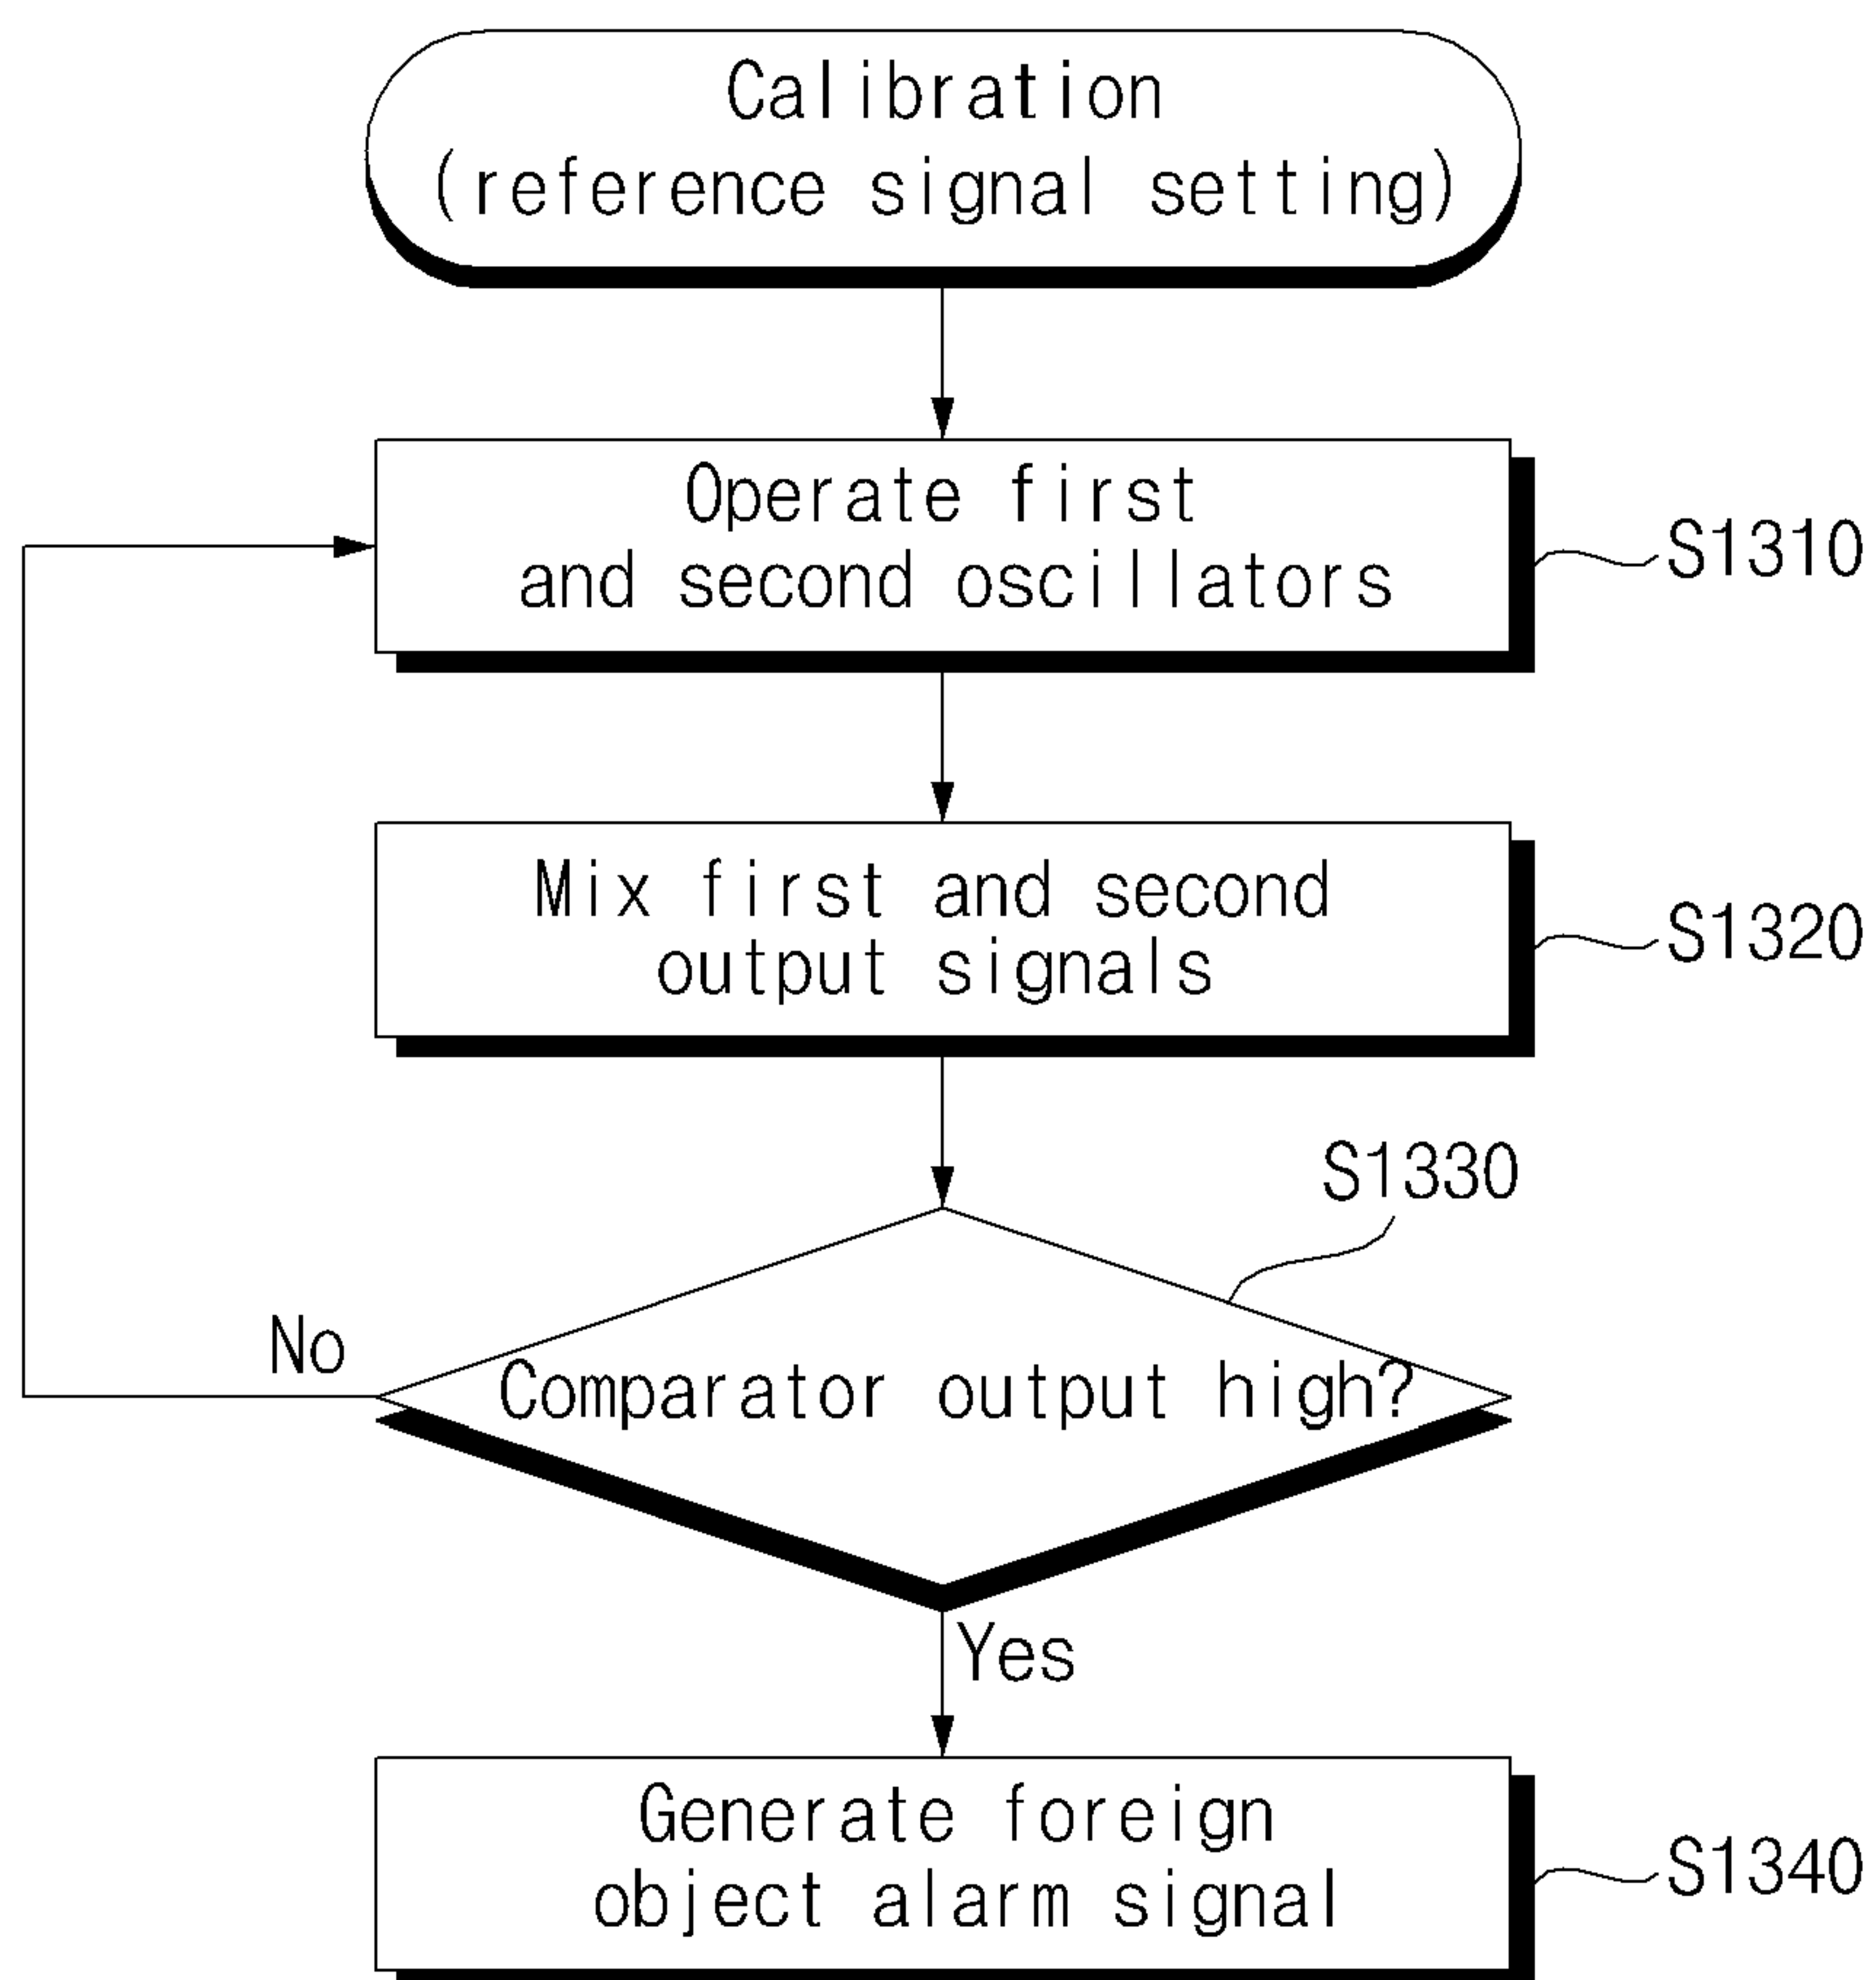 Calibration
(reference signal setting)
Operate first
and second oscillators
S1310
Mix first and second
output signals
S1320
S1330
Comparator output high?
No
Yes
Generate foreign
object alarm signal
S1340